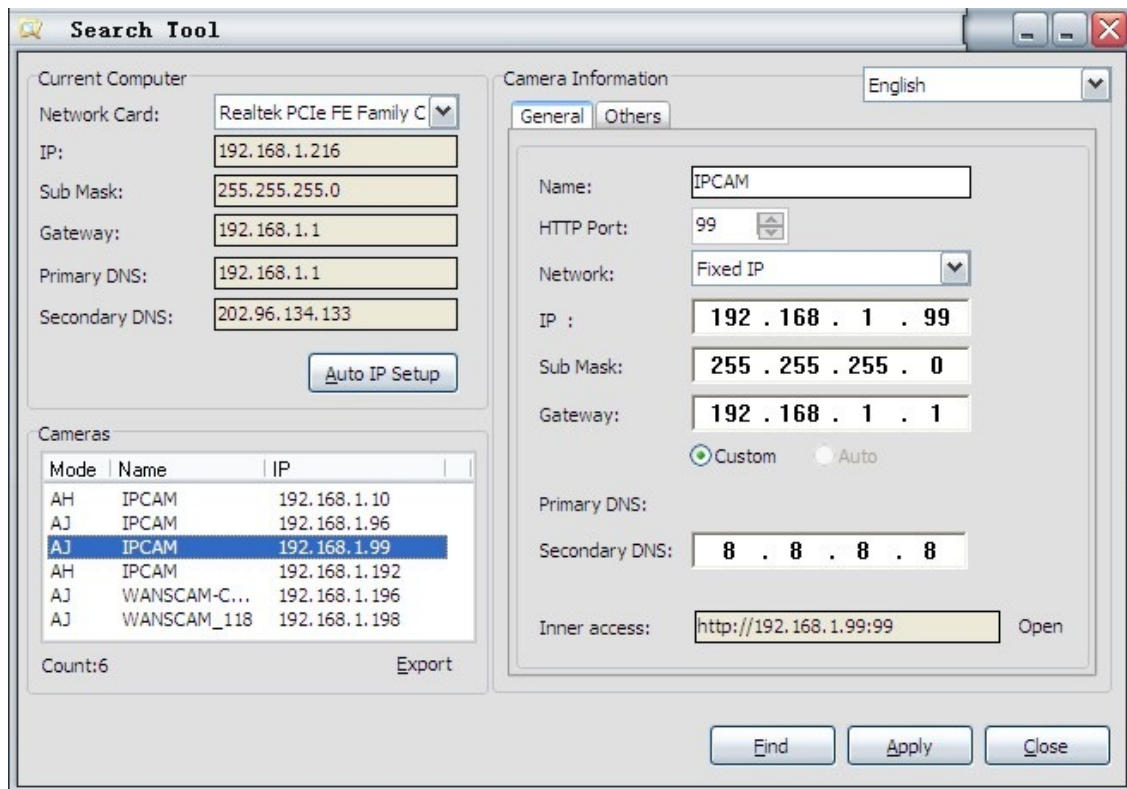 Search Tool
Current Computer
Network Card: Realtek PCIe FE Family C
IP: 192.168.1.216
Sub Mask: 255.255.255.0
Gateway: 192.168.1.1
Primary DNS: 192.168.1.1
Secondary DNS: 202.96.134.133
Auto IP Setup
Cameras
Mode Name IP
AH IPCAM 192.168.1.10
AJ IPCAM 192.168.1.96
AJ IPCAM 192.168.1.99
AH IPCAM 192.168.1.192
AJ WANSCAM-C... 192.168.1.196
AJ WANSCAM_118 192.168.1.198
Count:6 Export
Camera Information English
General Others
Name: IPCAM
HTTP Port: 99
Network: Fixed IP
IP : 192 . 168 . 1 . 99
Sub Mask: 255 . 255 . 255 . 0
Gateway: 192 . 168 . 1 . 1
Custom Auto
Primary DNS:
Secondary DNS: 8 . 8 . 8 . 8
Inner access: http://192.168.1.99:99 Open
Find Apply Close